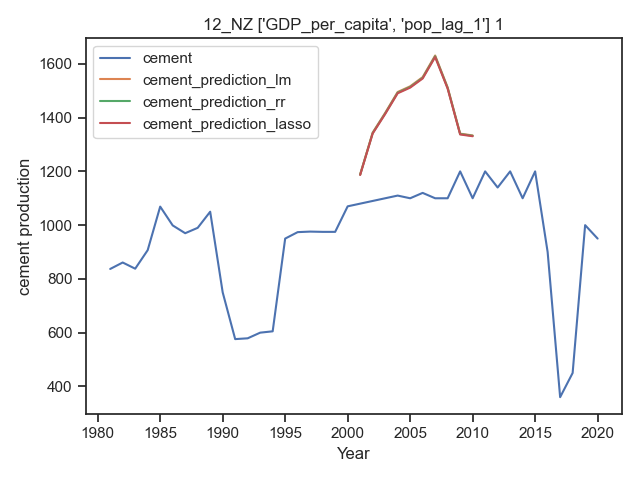 12_NZ ['GDP_per_capita', 'pop_lag_1'] 1
cement
cement_prediction_lm
cement_prediction_rr
cement_prediction_lasso
cement production
1600
1400
1200
1000
800
600
400
1980 1985 1990 1995 2000 2005 2010 2015 2020
Year